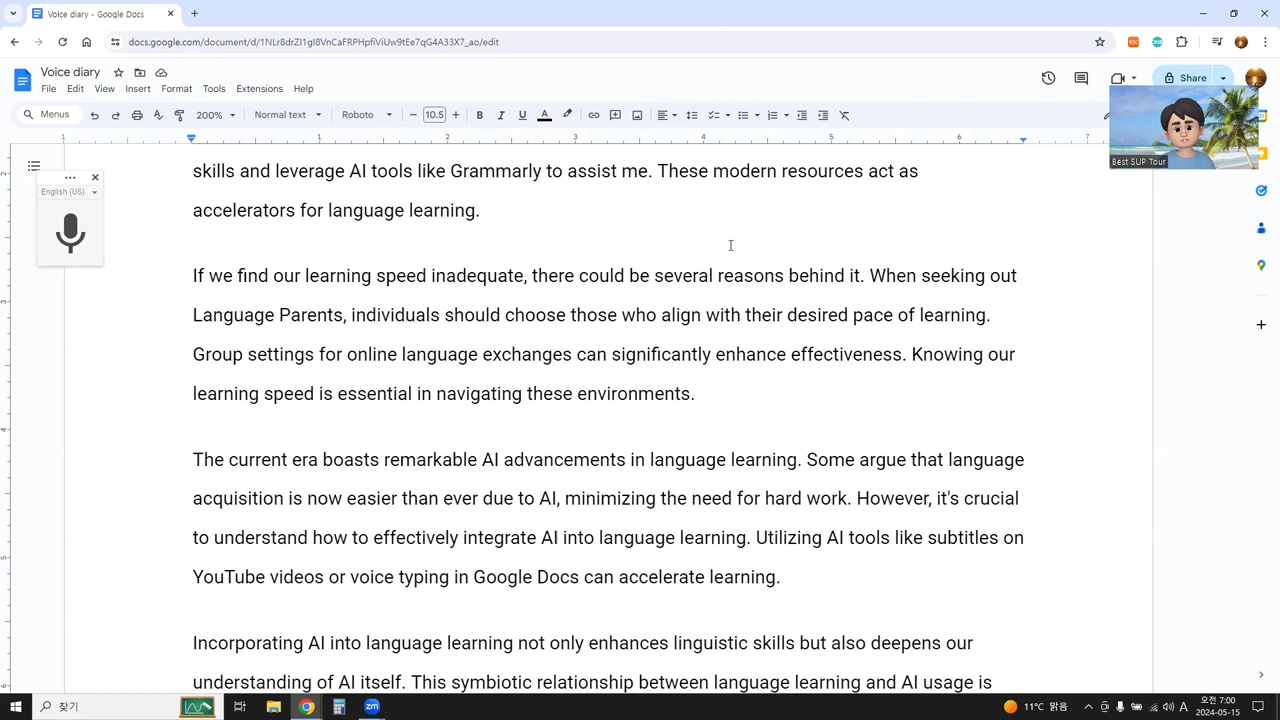 Voice diary - Google Docs
docs.google.com/document/d/1NLr8drZI1gI8VnCaFRPHpfiViUw9tEe7qG4A33X7_ao/edit
Voice diary
File Edit View Insert Format Tools Extensions Help
Share
Menus 200% Normal text Roboto 10.5
1 1 2 3 4 5 6 7
Best SUP Tour
English (US)
skills and leverage AI tools like Grammarly to assist me. These modern resources act as
accelerators for language learning.
If we find our learning speed inadequate, there could be several reasons behind it. When seeking out
Language Parents, individuals should choose those who align with their desired pace of learning.
Group settings for online language exchanges can significantly enhance effectiveness. Knowing our
learning speed is essential in navigating these environments.
The current era boasts remarkable AI advancements in language learning. Some argue that language
acquisition is now easier than ever due to AI, minimizing the need for hard work. However, it's crucial
to understand how to effectively integrate AI into language learning. Utilizing AI tools like subtitles on
YouTube videos or voice typing in Google Docs can accelerate learning.
Incorporating AI into language learning not only enhances linguistic skills but also deepens our
understanding of AI itself. This symbiotic relationship between language learning and AI usage is
찾기
zm
11°C 맑음
A
오전 7:00
2024-05-15